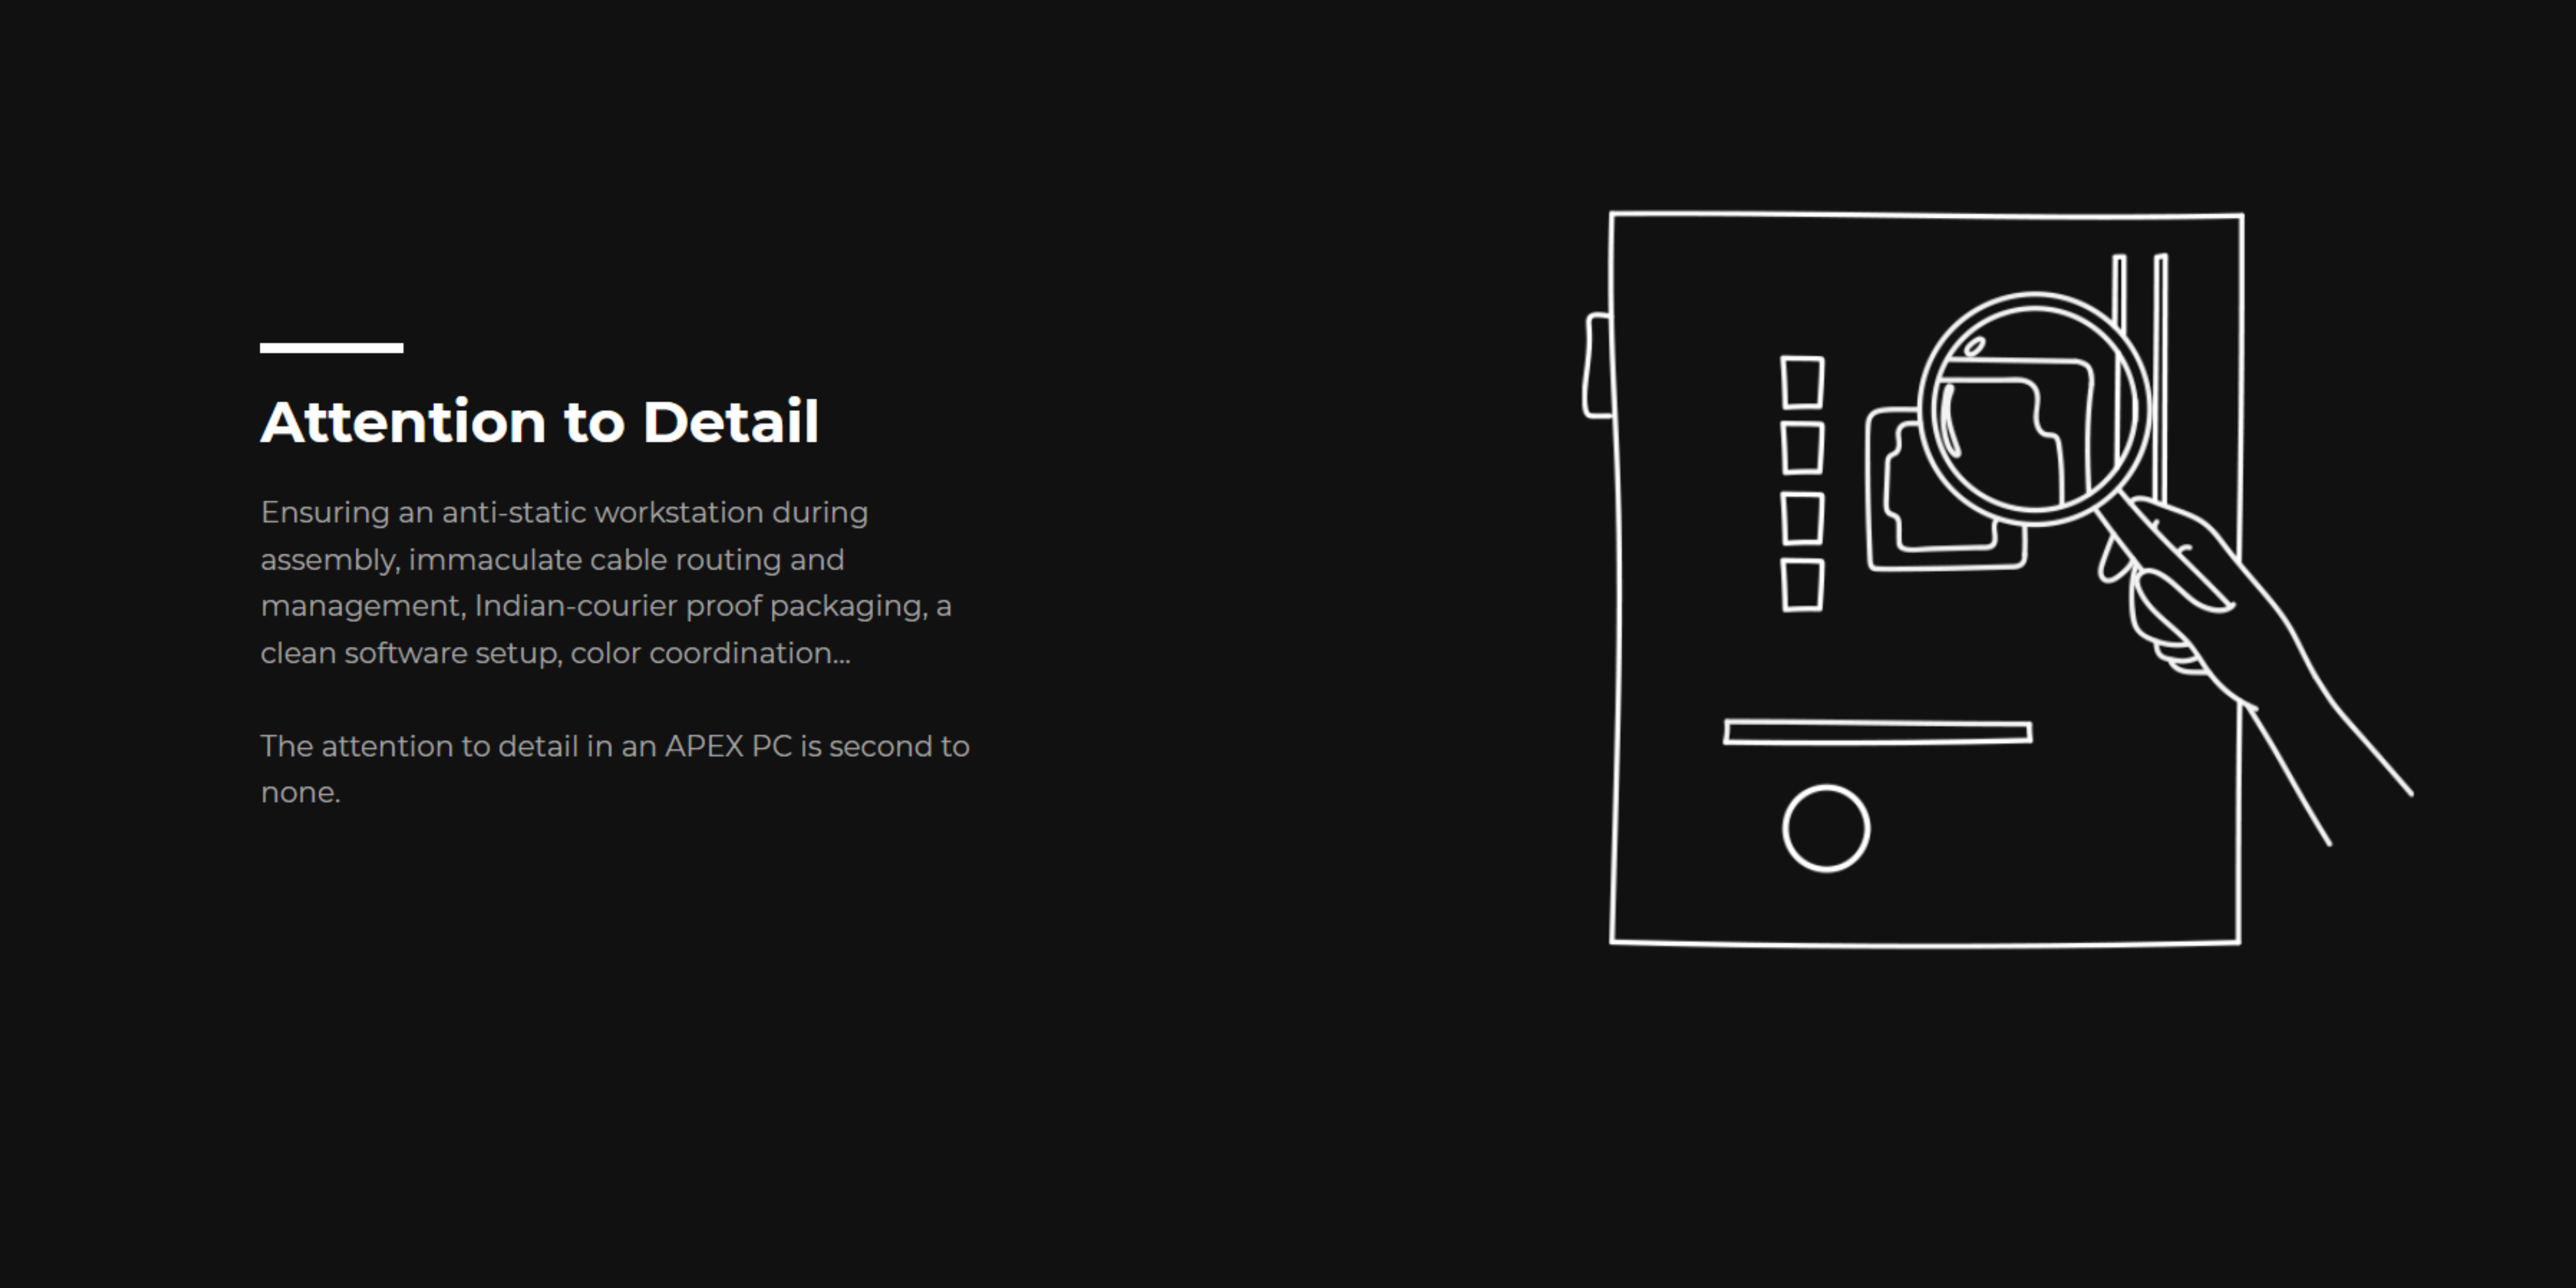 Attention to Detail
Ensuring an anti-static workstation during
assembly, immaculate cable routing and
management, Indian-courier proof packaging, a
clean software setup, color coordination...
The attention to detail in an APEX PC is second to
none.